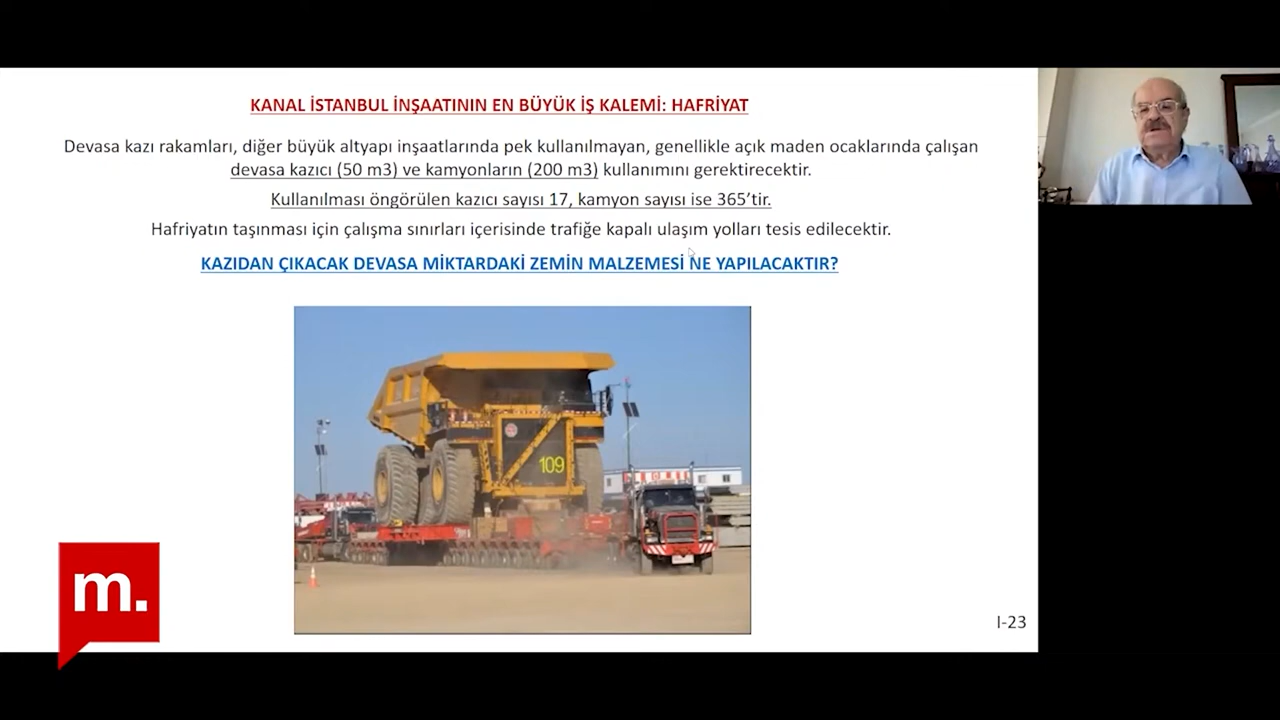 KANAL İSTANBUL İNŞAATININ EN BÜYÜK İŞ KALEMİ: HAFRİYAT
Devasa kazı rakamları, diğer büyük altyapı inşaatlarında pek kullanılmayan, genellikle açık maden ocaklarında çalışan
devasa kazıcı (50 m3) ve kamyonların (200 m3) kullanımını gerektirecektir.
Kullanılması öngörülen kazıcı sayısı 17, kamyon sayısı ise 365’tir.
Hafriyatın taşınması için çalışma sınırları içerisinde trafiğe kapalı ulaşım yolları tesis edilecektir.
KAZIDAN ÇIKACAK DEVASA MİKTARDAKİ ZEMİN MALZEMESİ NE YAPILACAKTIR?
109
m.
I-23